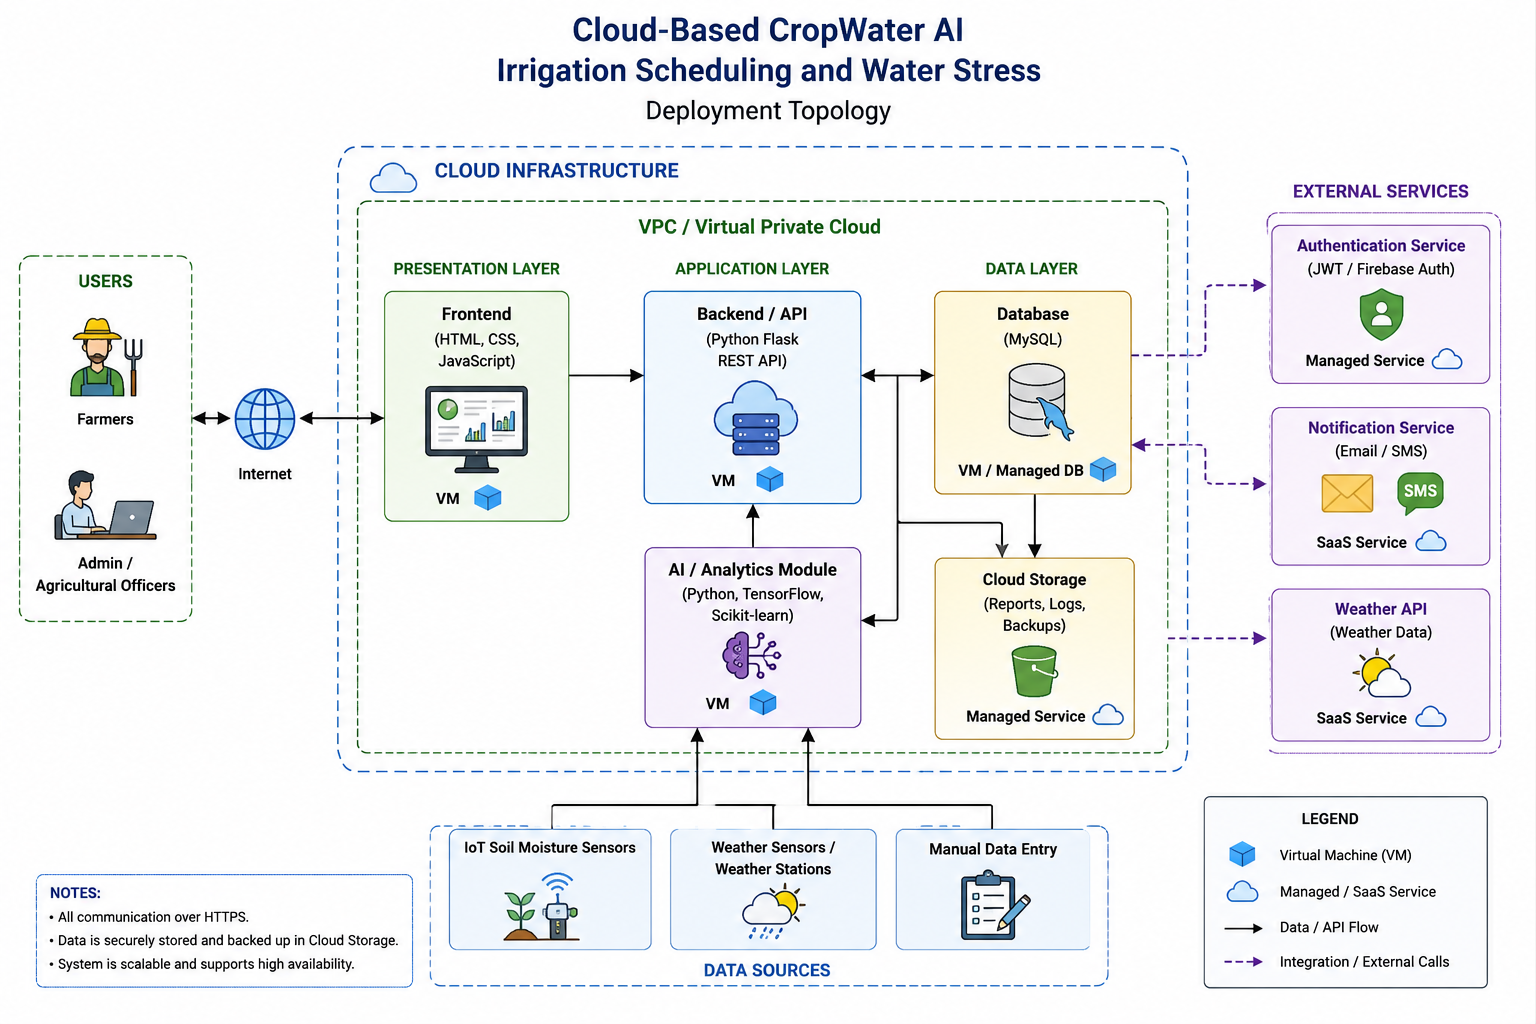 Cloud-Based CropWater AI
Irrigation Scheduling and Water Stress
Deployment Topology
CLOUD INFRASTRUCTURE
VPC / Virtual Private Cloud
USERS
Farmers
Admin /
Agricultural Officers
Internet
PRESENTATION LAYER
Frontend
(HTML, CSS,
JavaScript)
VM
APPLICATION LAYER
Backend / API
(Python Flask
REST API)
VM
AI / Analytics Module
(Python, TensorFlow,
Scikit-learn)
VM
DATA LAYER
Database
(MySQL)
VM / Managed DB
Cloud Storage
(Reports, Logs,
Backups)
Managed Service
EXTERNAL SERVICES
Authentication Service
(JWT / Firebase Auth)
Managed Service
Notification Service
(Email / SMS)
SMS
SaaS Service
Weather API
(Weather Data)
SaaS Service
IoT Soil Moisture Sensors
Weather Sensors /
Weather Stations
Manual Data Entry
DATA SOURCES
NOTES:
• All communication over HTTPS.
• Data is securely stored and backed up in Cloud Storage.
• System is scalable and supports high availability.
LEGEND
Virtual Machine (VM)
Managed / SaaS Service
Data / API Flow
Integration / External Calls